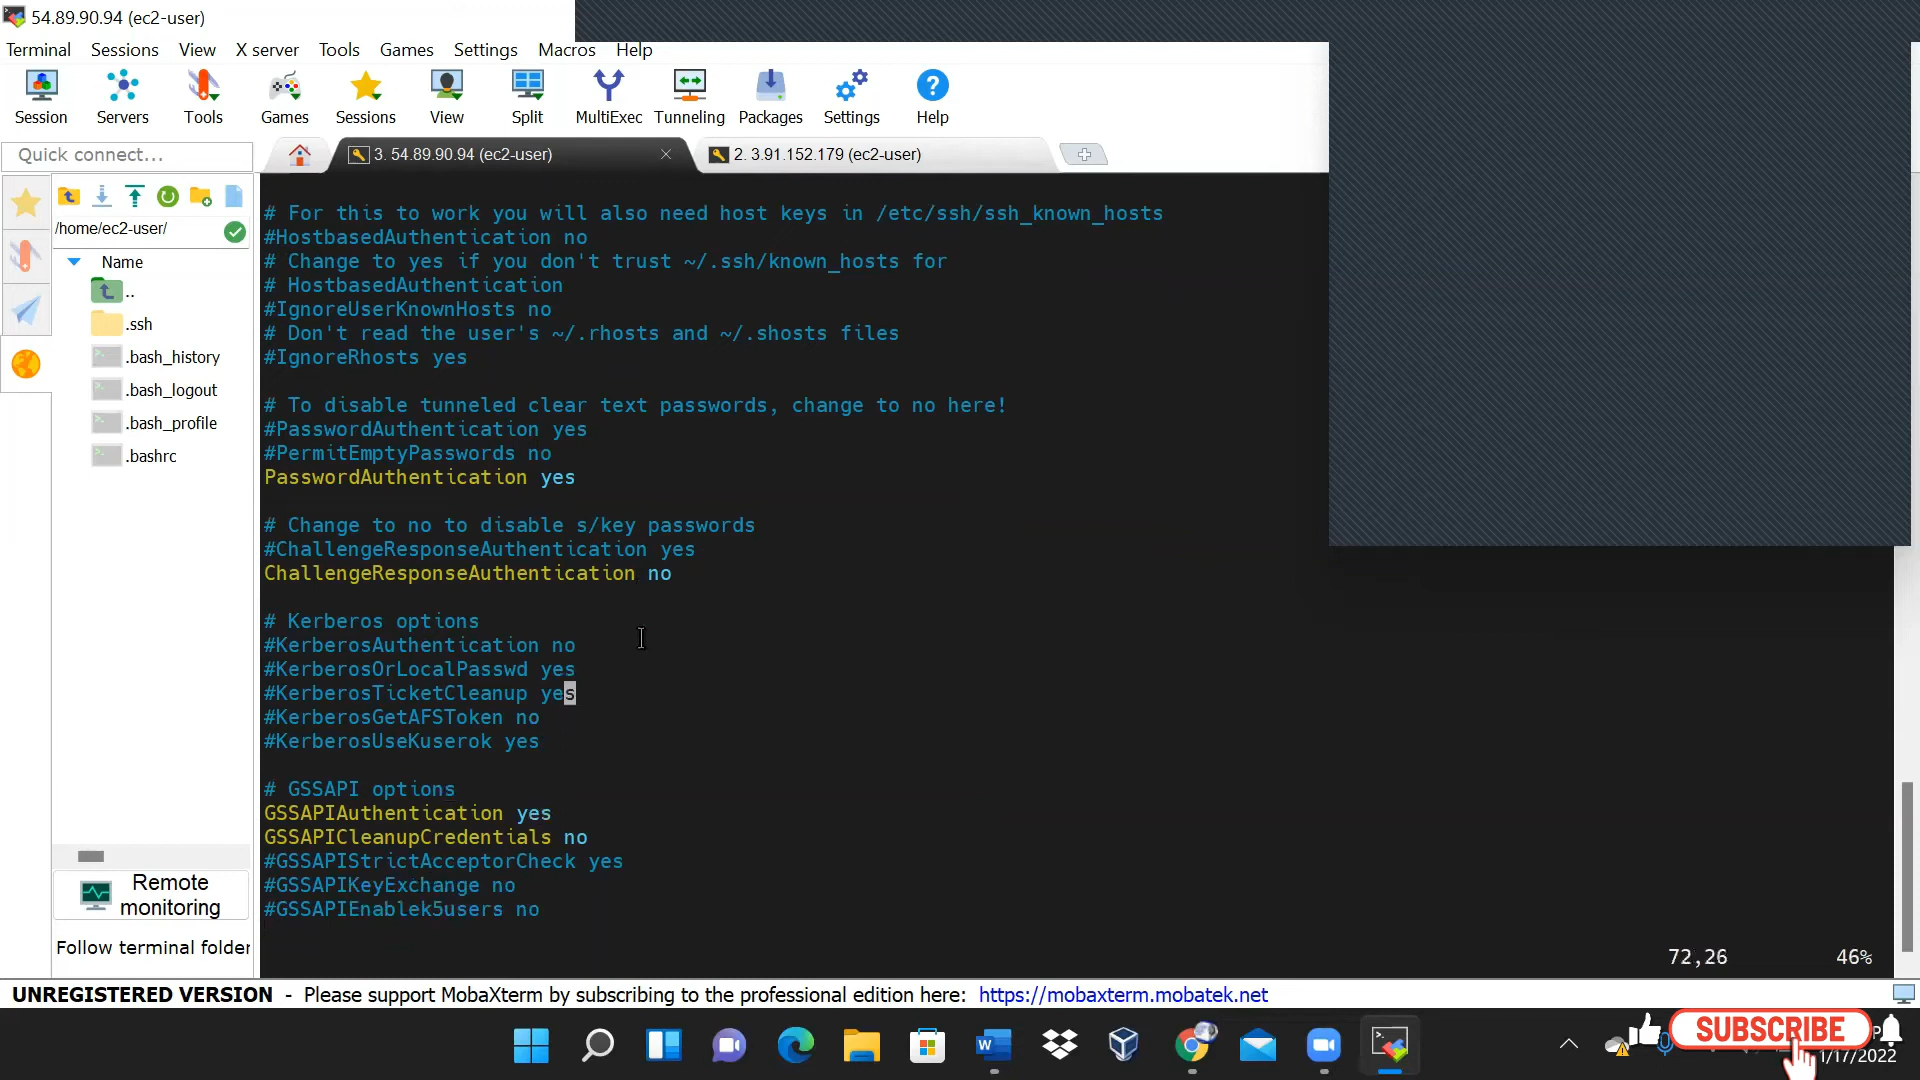 54.89.90.94 (ec2-user)
Terminal Sessions View X server Tools Games Settings Macros Help
Session Servers Tools Games Sessions View Split MultiExec Tunneling Packages Settings Help
Quick connect...
3. 54.89.90.94 (ec2-user)
2. 3.91.152.179 (ec2-user)
/home/ec2-user/
Name
..
.ssh
.bash_history
.bash_logout
.bash_profile
.bashrc
Remote
monitoring
Follow terminal folder
# For this to work you will also need host keys in /etc/ssh/ssh_known_hosts
#HostbasedAuthentication no
# Change to yes if you don't trust ~/.ssh/known_hosts for
# HostbasedAuthentication
#IgnoreUserKnownHosts no
# Don't read the user's ~/.rhosts and ~/.shosts files
#IgnoreRhosts yes
# To disable tunneled clear text passwords, change to no here!
#PasswordAuthentication yes
#PermitEmptyPasswords no
PasswordAuthentication yes
# Change to no to disable s/key passwords
#ChallengeResponseAuthentication yes
ChallengeResponseAuthentication no
# Kerberos options
#KerberosAuthentication no
#KerberosOrLocalPasswd yes
#KerberosTicketCleanup yes
#KerberosGetAFSToken no
#KerberosUseKuserok yes
# GSSAPI options
GSSAPIAuthentication yes
GSSAPICleanupCredentials no
#GSSAPIStrictAcceptorCheck yes
#GSSAPIKeyExchange no
#GSSAPIEnablek5users no
72,26 46%
UNREGISTERED VERSION - Please support MobaXterm by subscribing to the professional edition here: https://mobaxterm.mobatek.net
SUBSCRIBE
1/17/2022